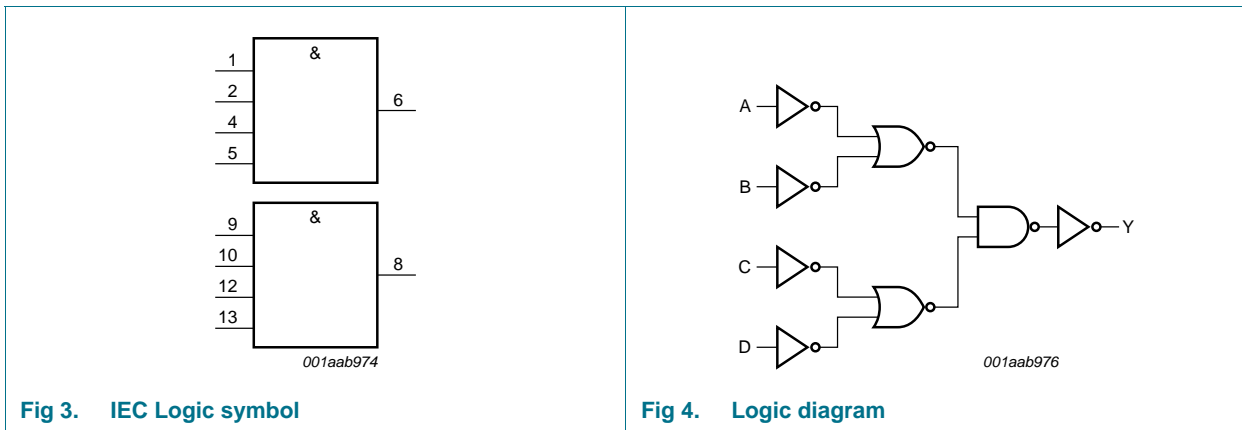 &
1
2
4
5
6
&
9
10
12
13
8
001aab974
Fig 3. IEC Logic symbol
A
B
C
D
Y
001aab976
Fig 4. Logic diagram